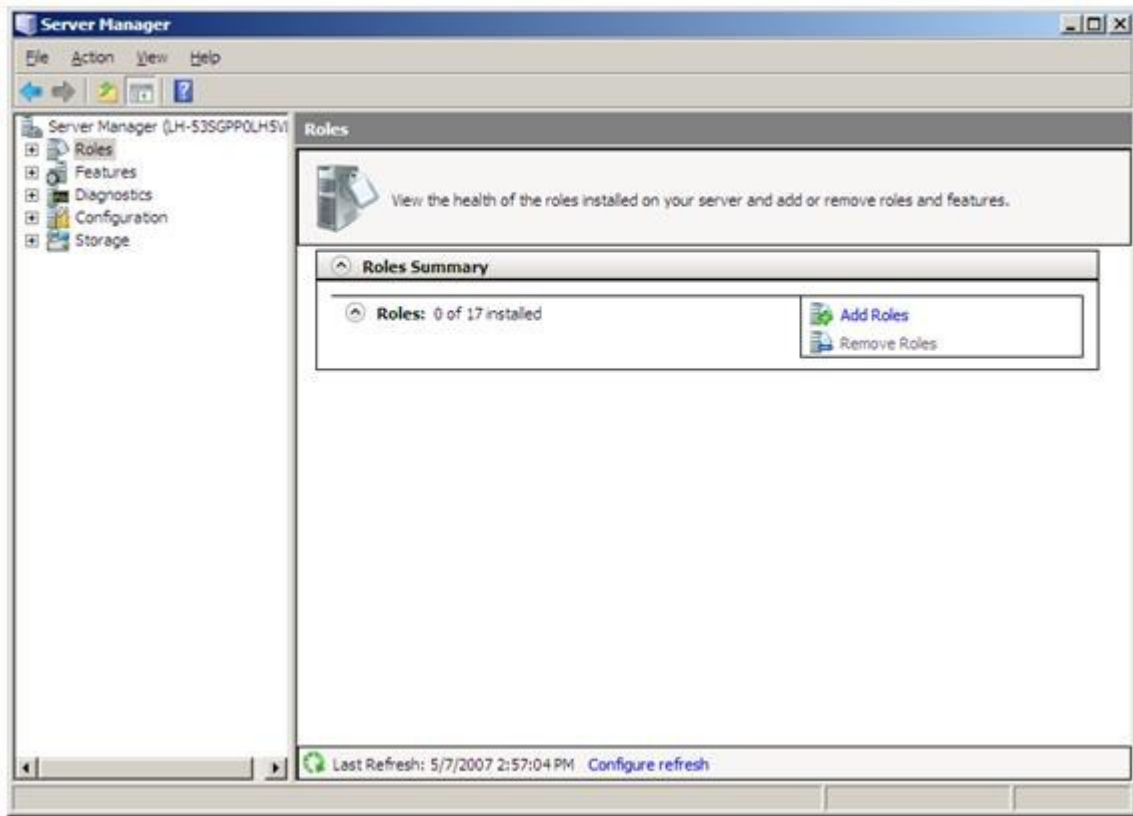 Server Manager
File Action View Help
Server Manager (LH-53SGPP0LH5VI
Roles
Features
Diagnostics
Configuration
Storage
Roles
View the health of the roles installed on your server and add or remove roles and features.
Roles Summary
Roles: 0 of 17 installed
Add Roles
Remove Roles
Last Refresh: 5/7/2007 2:57:04 PM Configure refresh